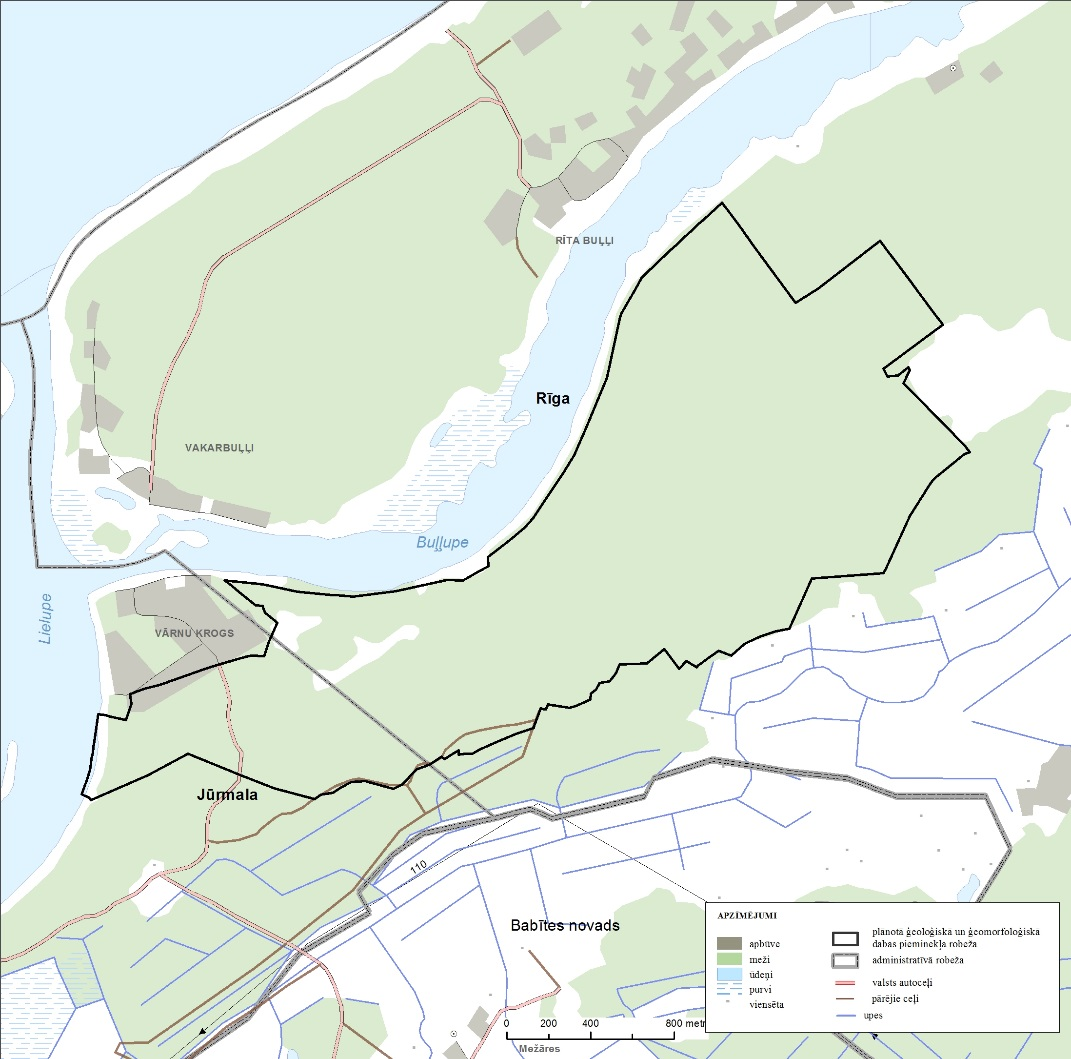 RĪTA BUĻĻI
Rīga
VAKARBUĻĻI
Buļļupe
Lielupe
VĀRNU KROGS
Jūrmala
110
Babītes novads
APZĪMĒJUMI
apbūve
meži
ūdeņi
purvi
viensēta
planota ģeoloģiska un ģeomorfoloģiska
dabas pieminekļa robeža
administratīvā robeža
valsts autoceļi
pārējie ceļi
upes
0 200 400 800 metr
Mežāres